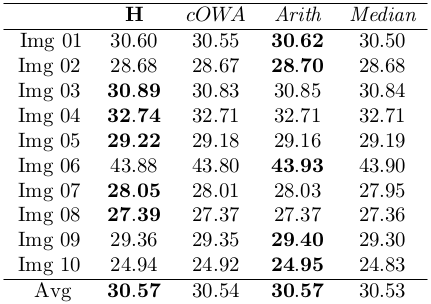 H cOWA Arith Median
Img 01 30.60 30.55 30.62 30.50
Img 02 28.68 28.67 28.70 28.68
Img 03 30.89 30.83 30.85 30.84
Img 04 32.74 32.71 32.71 32.71
Img 05 29.22 29.18 29.16 29.19
Img 06 43.88 43.80 43.93 43.90
Img 07 28.05 28.01 28.03 27.95
Img 08 27.39 27.37 27.37 27.36
Img 09 29.36 29.35 29.40 29.30
Img 10 24.94 24.92 24.95 24.83
Avg 30.57 30.54 30.57 30.53